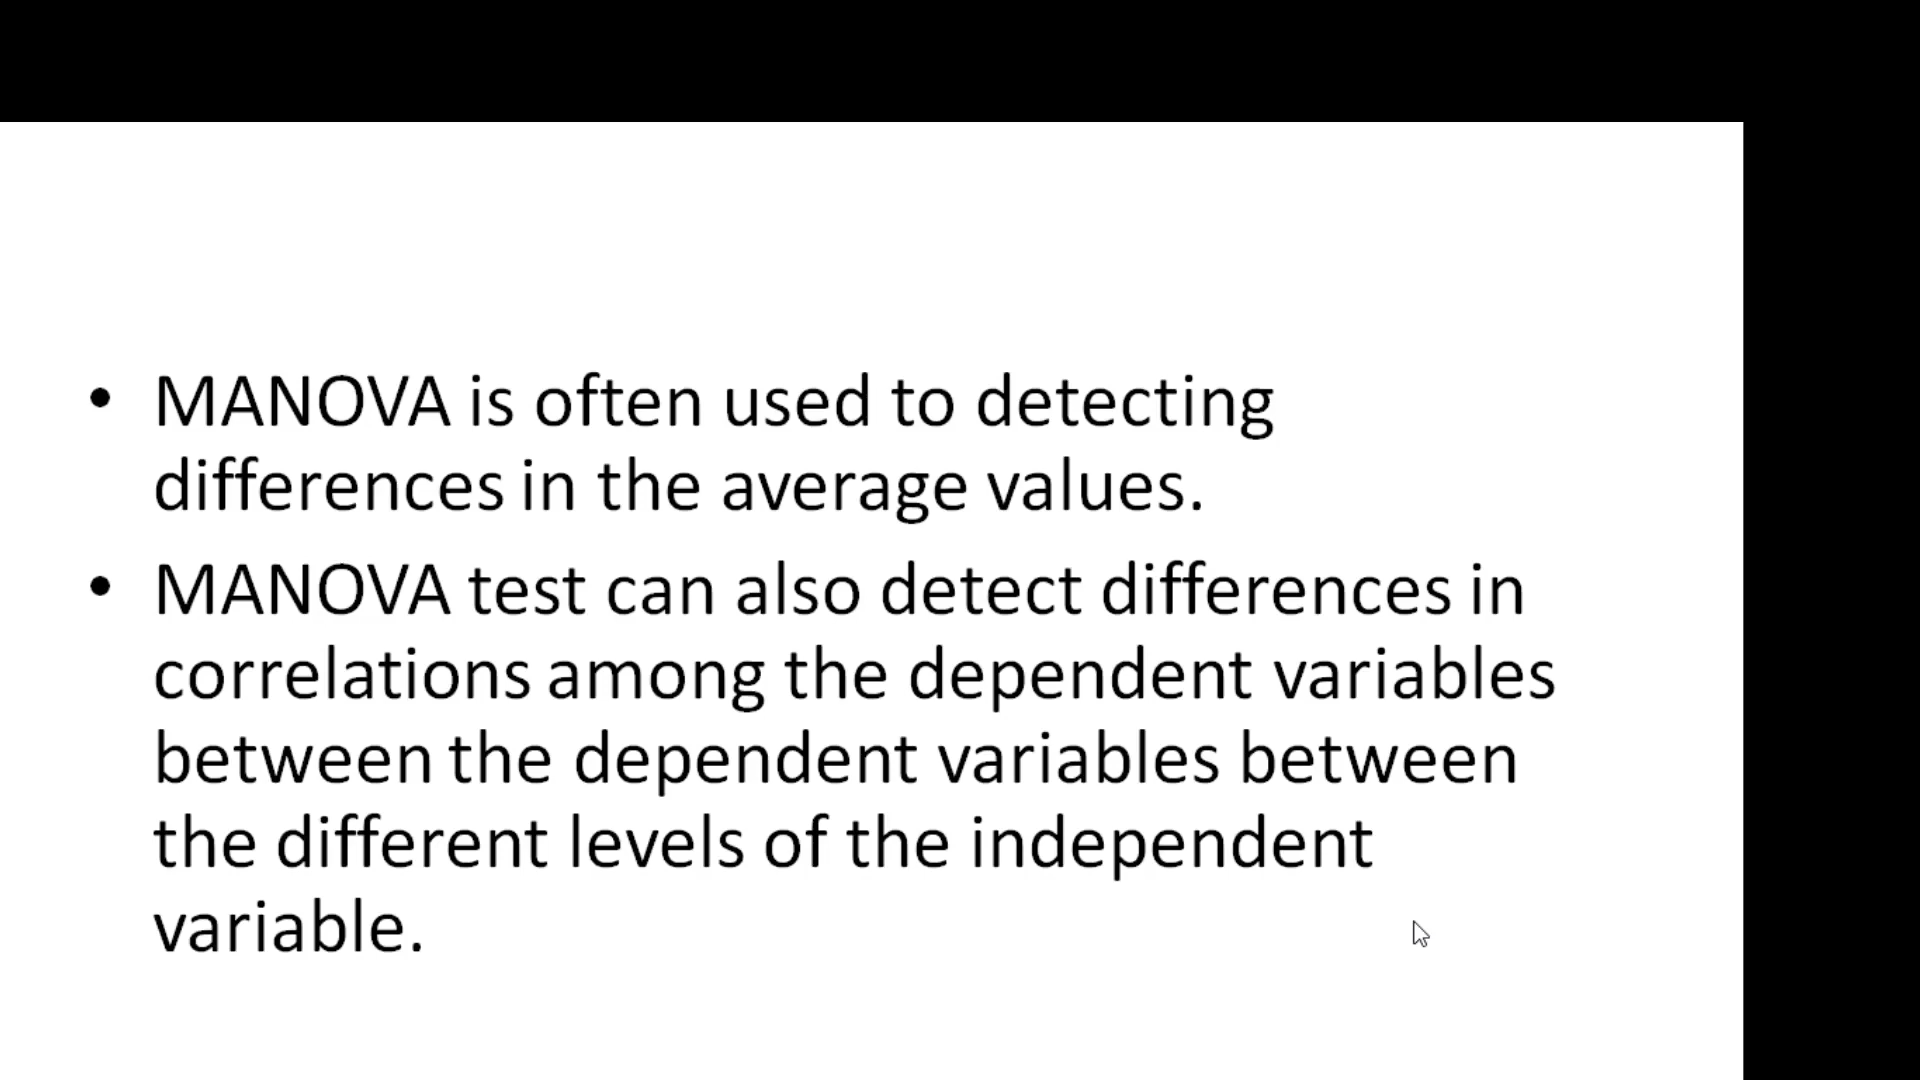 • MANOVA is often used to detecting
differences in the average values.
• MANOVA test can also detect differences in
correlations among the dependent variables
between the dependent variables between
the different levels of the independent
variable.